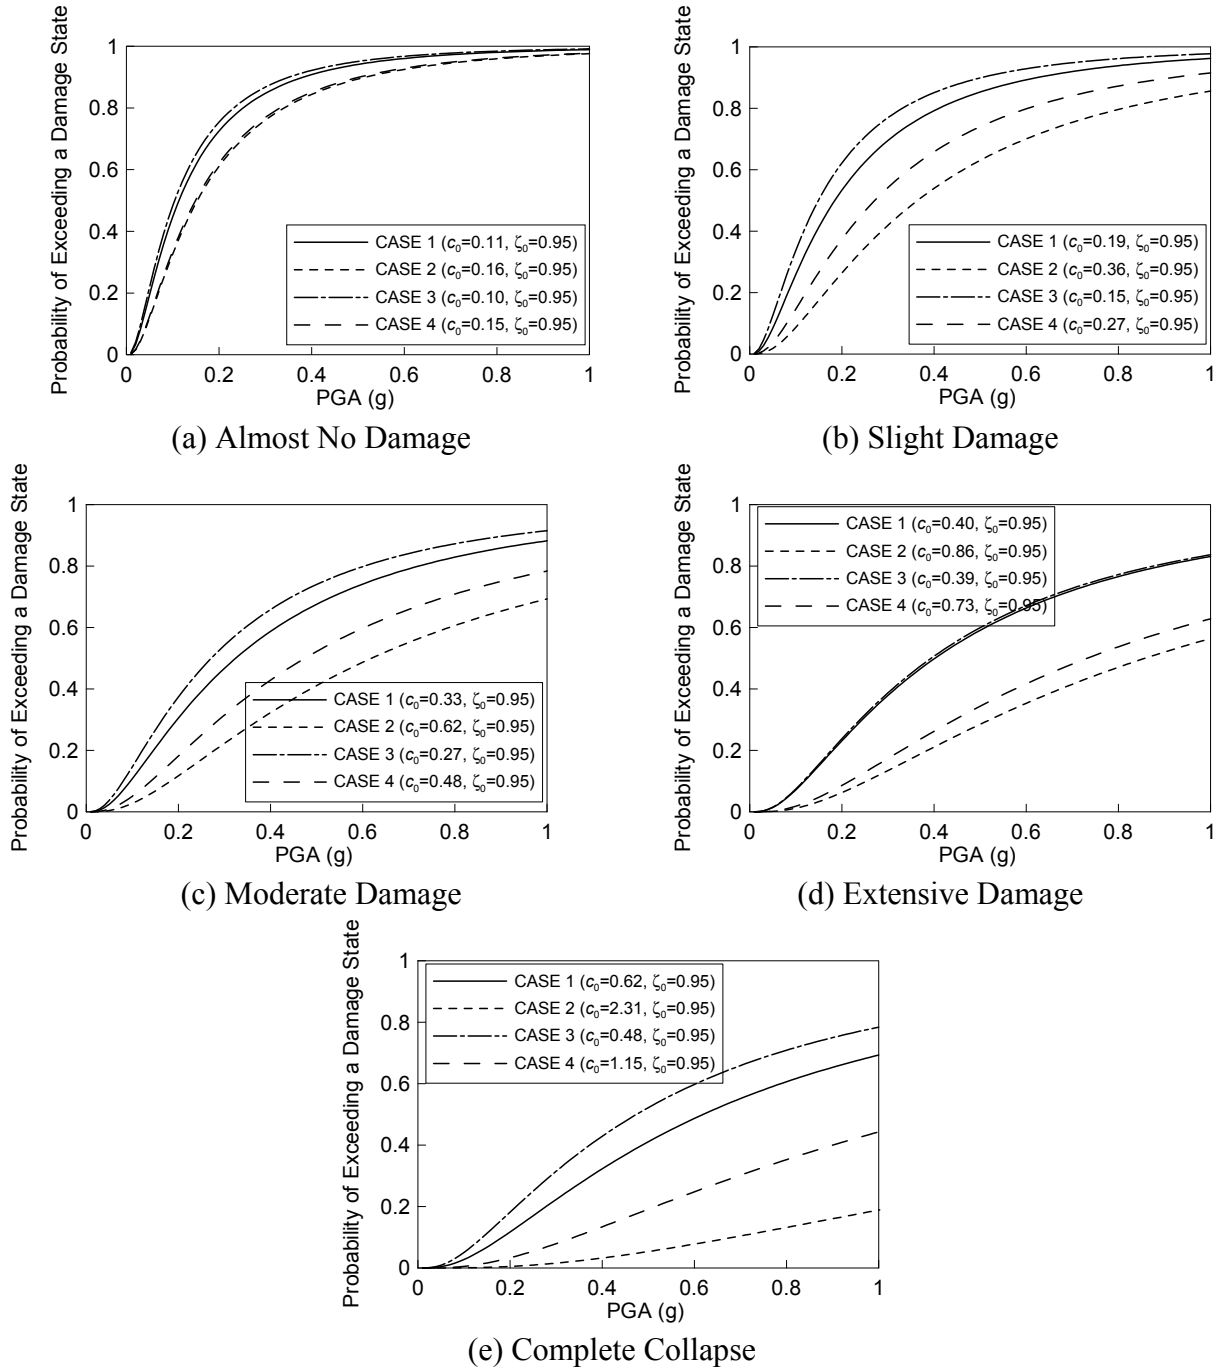 Probability of Exceeding a Damage State
1
0.8
0.6
0.4
0.2
0
CASE 1 (c0=0.11, ζ0=0.95)
CASE 2 (c0=0.16, ζ0=0.95)
CASE 3 (c0=0.10, ζ0=0.95)
CASE 4 (c0=0.15, ζ0=0.95)
0 0.2 0.4 0.6 0.8 1
PGA (g)
(a) Almost No Damage
Probability of Exceeding a Damage State
1
0.8
0.6
0.4
0.2
0
CASE 1 (c0=0.19, ζ0=0.95)
CASE 2 (c0=0.36, ζ0=0.95)
CASE 3 (c0=0.15, ζ0=0.95)
CASE 4 (c0=0.27, ζ0=0.95)
0 0.2 0.4 0.6 0.8 1
PGA (g)
(b) Slight Damage
Probability of Exceeding a Damage State
1
0.8
0.6
0.4
0.2
0
CASE 1 (c0=0.33, ζ0=0.95)
CASE 2 (c0=0.62, ζ0=0.95)
CASE 3 (c0=0.27, ζ0=0.95)
CASE 4 (c0=0.48, ζ0=0.95)
0 0.2 0.4 0.6 0.8 1
PGA (g)
(c) Moderate Damage
Probability of Exceeding a Damage State
1
0.8
0.6
0.4
0.2
0
CASE 1 (c0=0.40, ζ0=0.95)
CASE 2 (c0=0.86, ζ0=0.95)
CASE 3 (c0=0.39, ζ0=0.95)
CASE 4 (c0=0.73, ζ0=0.95)
0 0.2 0.4 0.6 0.8 1
PGA (g)
(d) Extensive Damage
Probability of Exceeding a Damage State
1
0.8
0.6
0.4
0.2
0
CASE 1 (c0=0.62, ζ0=0.95)
CASE 2 (c0=2.31, ζ0=0.95)
CASE 3 (c0=0.48, ζ0=0.95)
CASE 4 (c0=1.15, ζ0=0.95)
0 0.2 0.4 0.6 0.8 1
PGA (g)
(e) Complete Collapse